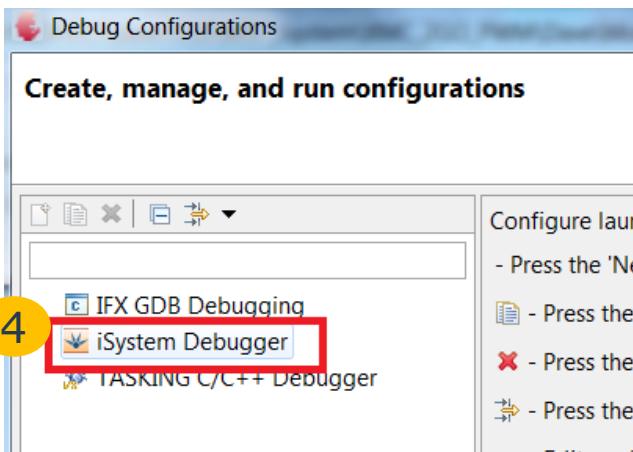 Debug Configurations
Create, manage, and run configurations
Configure laun
- Press the 'Ne
IFX GDB Debugging
- Press the
4
iSystem Debugger
- Press the
TASKING C/C++ Debugger
- Press the